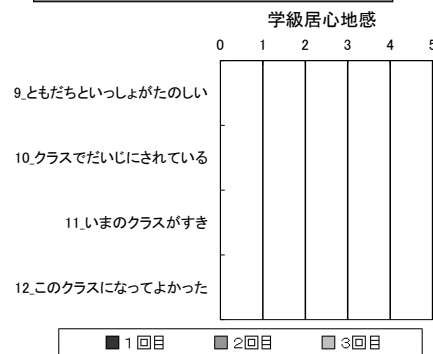 学級居心地感
0 1 2 3 4 5
9_ともだちといっしょがたのしい
10_クラスでだいじにされている
11_いまのクラスがすき
12_このクラスになってよかった
1回目 2回目 3回目